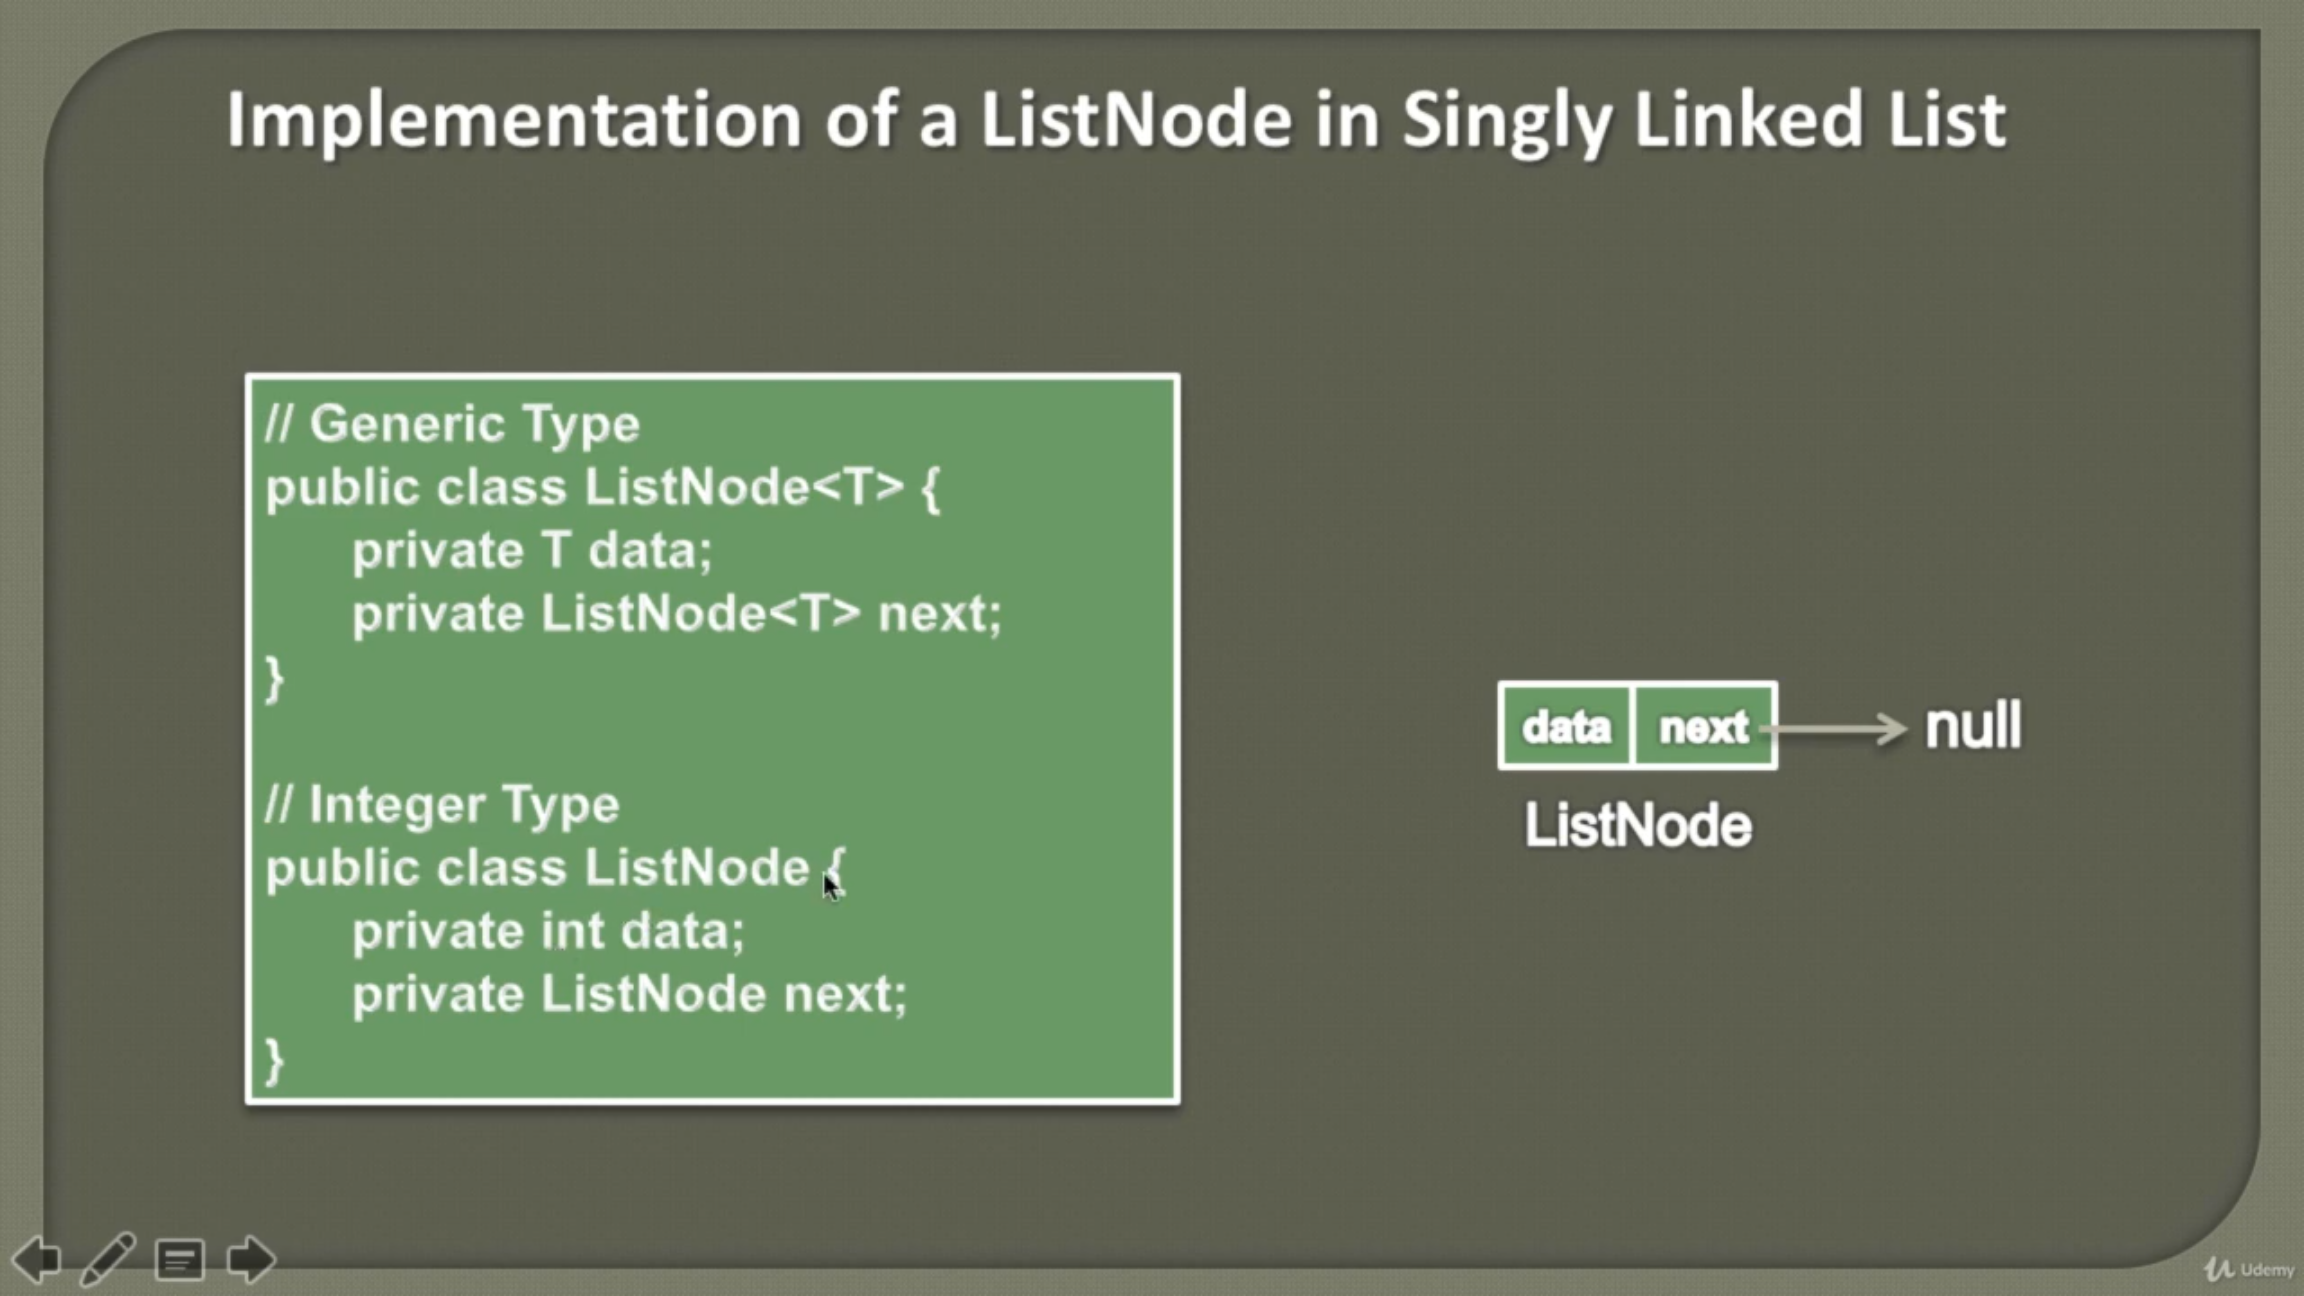 Implementation of a ListNode in Singly Linked List
// Generic Type
public class ListNode<T> {
private T data;
private ListNode<T> next;
}
// Integer Type
public class ListNode {
private int data;
private ListNode next;
}
data next null
ListNode
Udemy